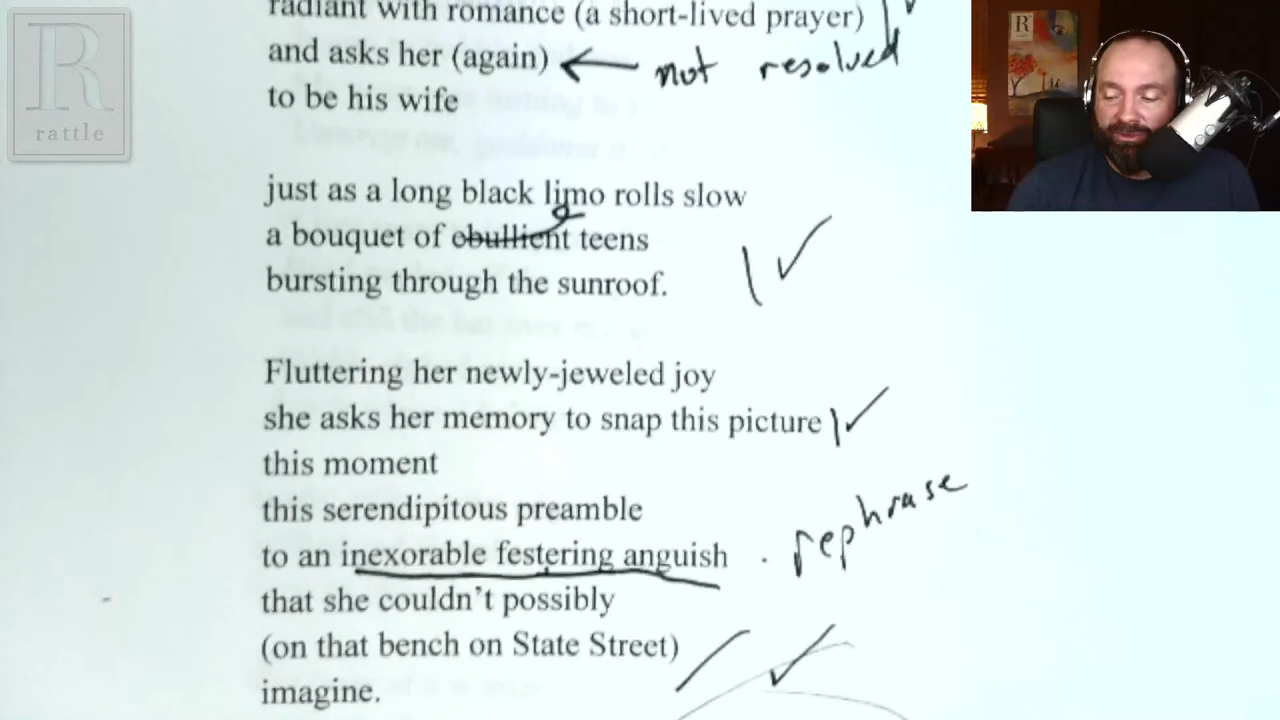 R
rattle
radiant with romance (a short-lived prayer)
and asks her (again) ← not resolved
to be his wife
just as a long black limo rolls slow
a bouquet of ebullient teens
bursting through the sunroof.
Fluttering her newly-jeweled joy
she asks her memory to snap this picture
this moment
this serendipitous preamble
to an inexorable festering anguish . rephrase
that she couldn't possibly
(on that bench on State Street)
imagine.
R